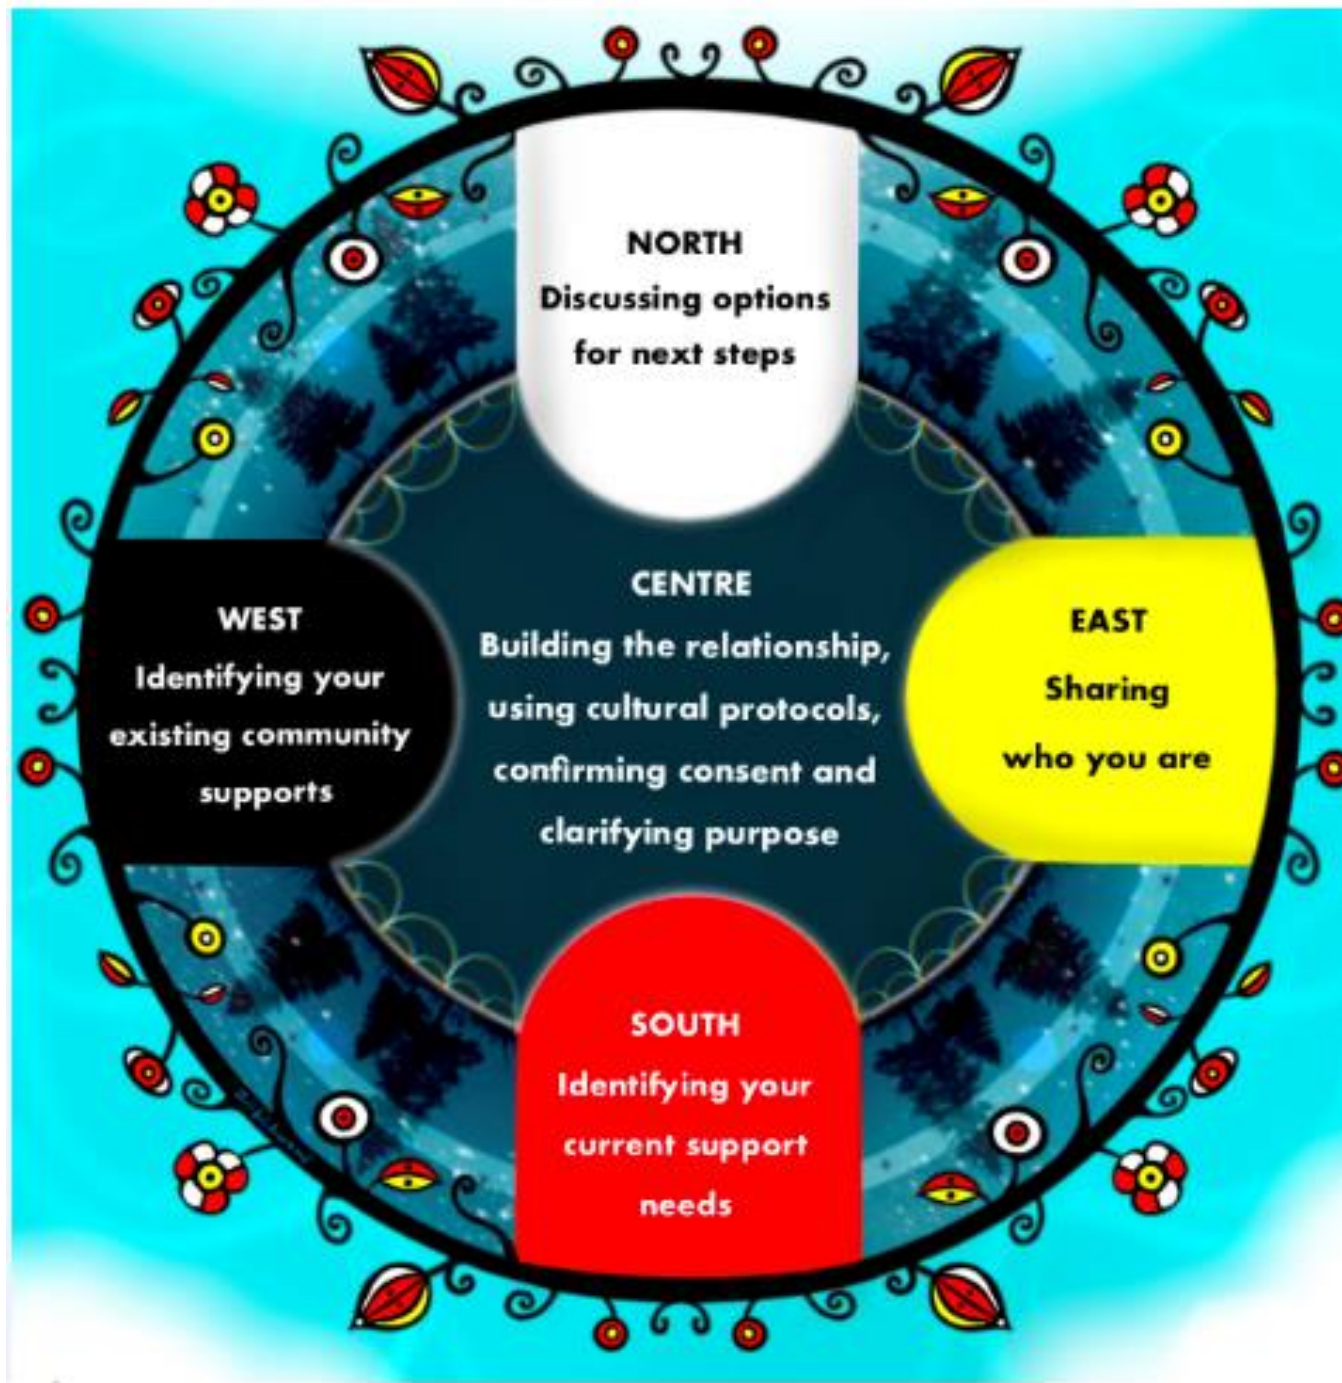 NORTH
Discussing options
for next steps
WEST
Identifying your
existing community
supports
CENTRE
Building the relationship,
using cultural protocols,
confirming consent and
clarifying purpose
EAST
Sharing
who you are
SOUTH
Identifying your
current support
needs